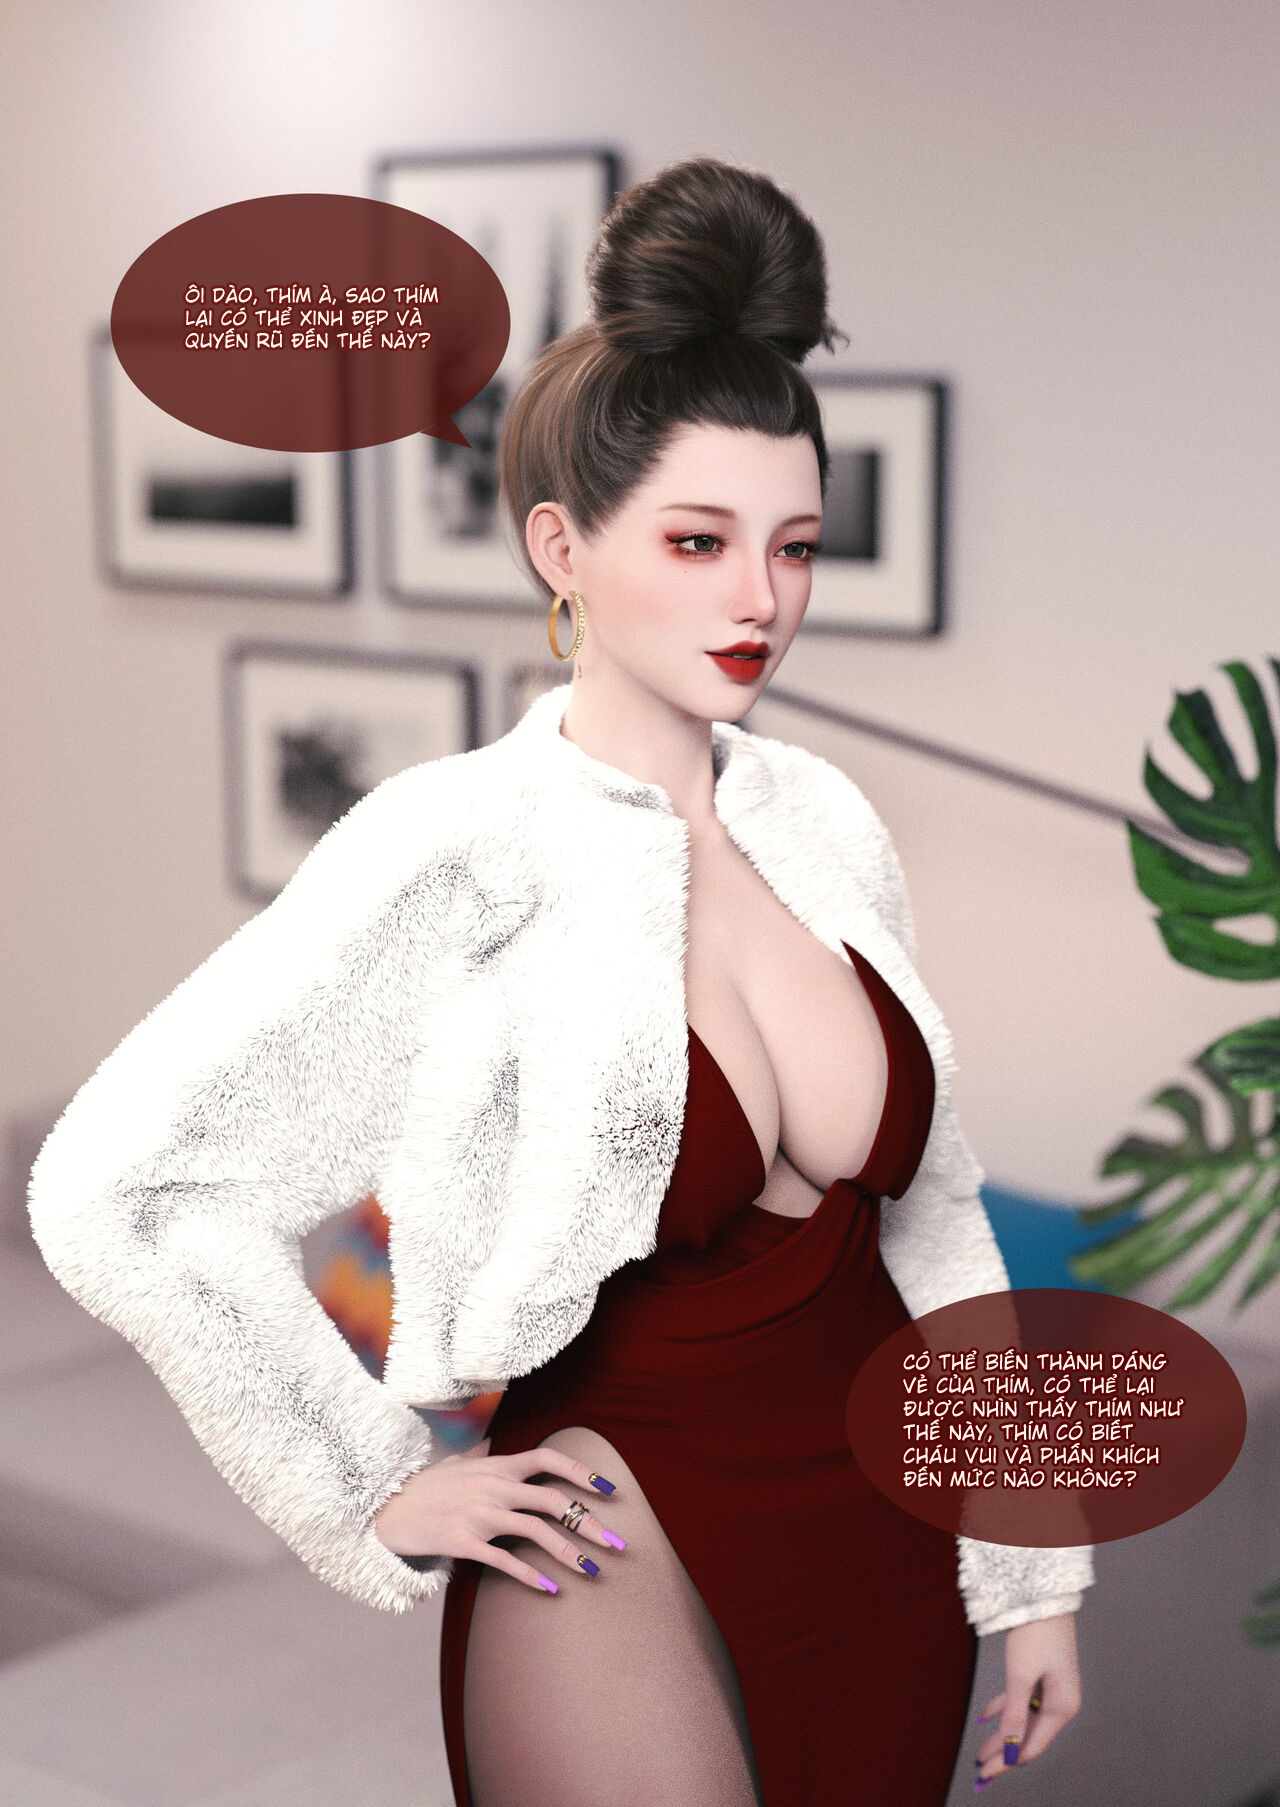 ÔI DÀO, THÍM À, SAO THÍM
LẠI CÓ THỂ XINH ĐẸP VÀ
QUYẾN RŨ ĐẾN THẾ NÀY?
CÓ THỂ BIẾN THÀNH DÁNG
VẺ CỦA THÍM, CÓ THỂ LẠI
ĐƯỢC NHÌN THẤY THÍM NHƯ
THẾ NÀY, THÍM CÓ BIẾT
CHÁU VUI VÀ PHẤN KHÍCH
ĐẾN MỨC NÀO KHÔNG?